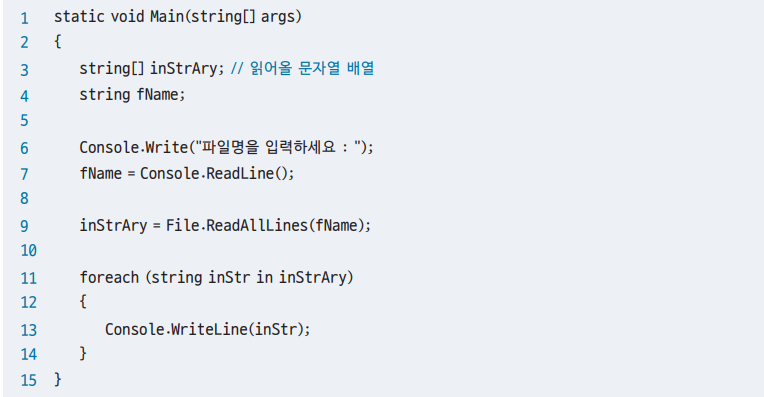 1 static void Main(string[] args)
2 {
3 string[] inStrAry; // 읽어올 문자열 배열
4 string fName;
5
6 Console.Write("파일명을 입력하세요 : ");
7 fName = Console.ReadLine();
8
9 inStrAry = File.ReadAllLines(fName);
10
11 foreach (string inStr in inStrAry)
12 {
13 Console.WriteLine(inStr);
14 }
15 }